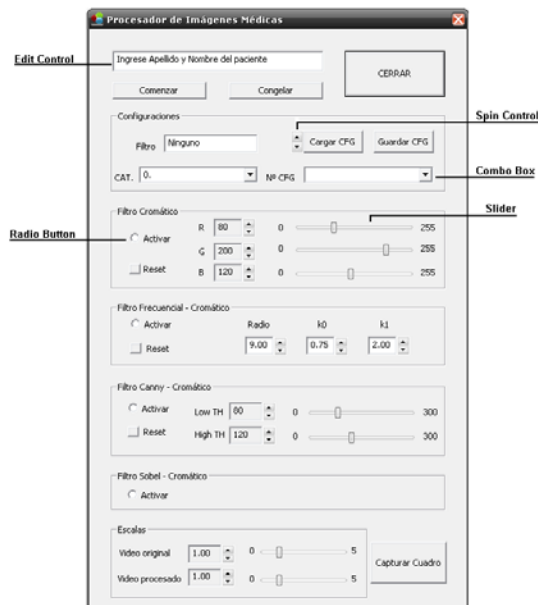 Procesador de Imágenes Médicas
Edit Control
Ingrese Apellido y Nombre del paciente
CERRAR
Comenzar
Congelar
Configuraciones
Spin Control
Filtro
Ninguno
Cargar CFG
Guardar CFG
CAT.
0.
Nº CFG
Combo Box
Slider
Filtro Cromático
Radio Button
Activar
R 80 0 255
G 200 0 255
Reset
B 120 0 255
Filtro Frecuencial - Cromático
Activar
Radio k0 k1
Reset
9.00 0.75 2.00
Filtro Canny - Cromático
Activar
Low TH 80 0 300
Reset
High TH 120 0 300
Filtro Sobel - Cromático
Activar
Escalas
Video original 1.00 0 5
Capturar Cuadro
Video procesado 1.00 0 5